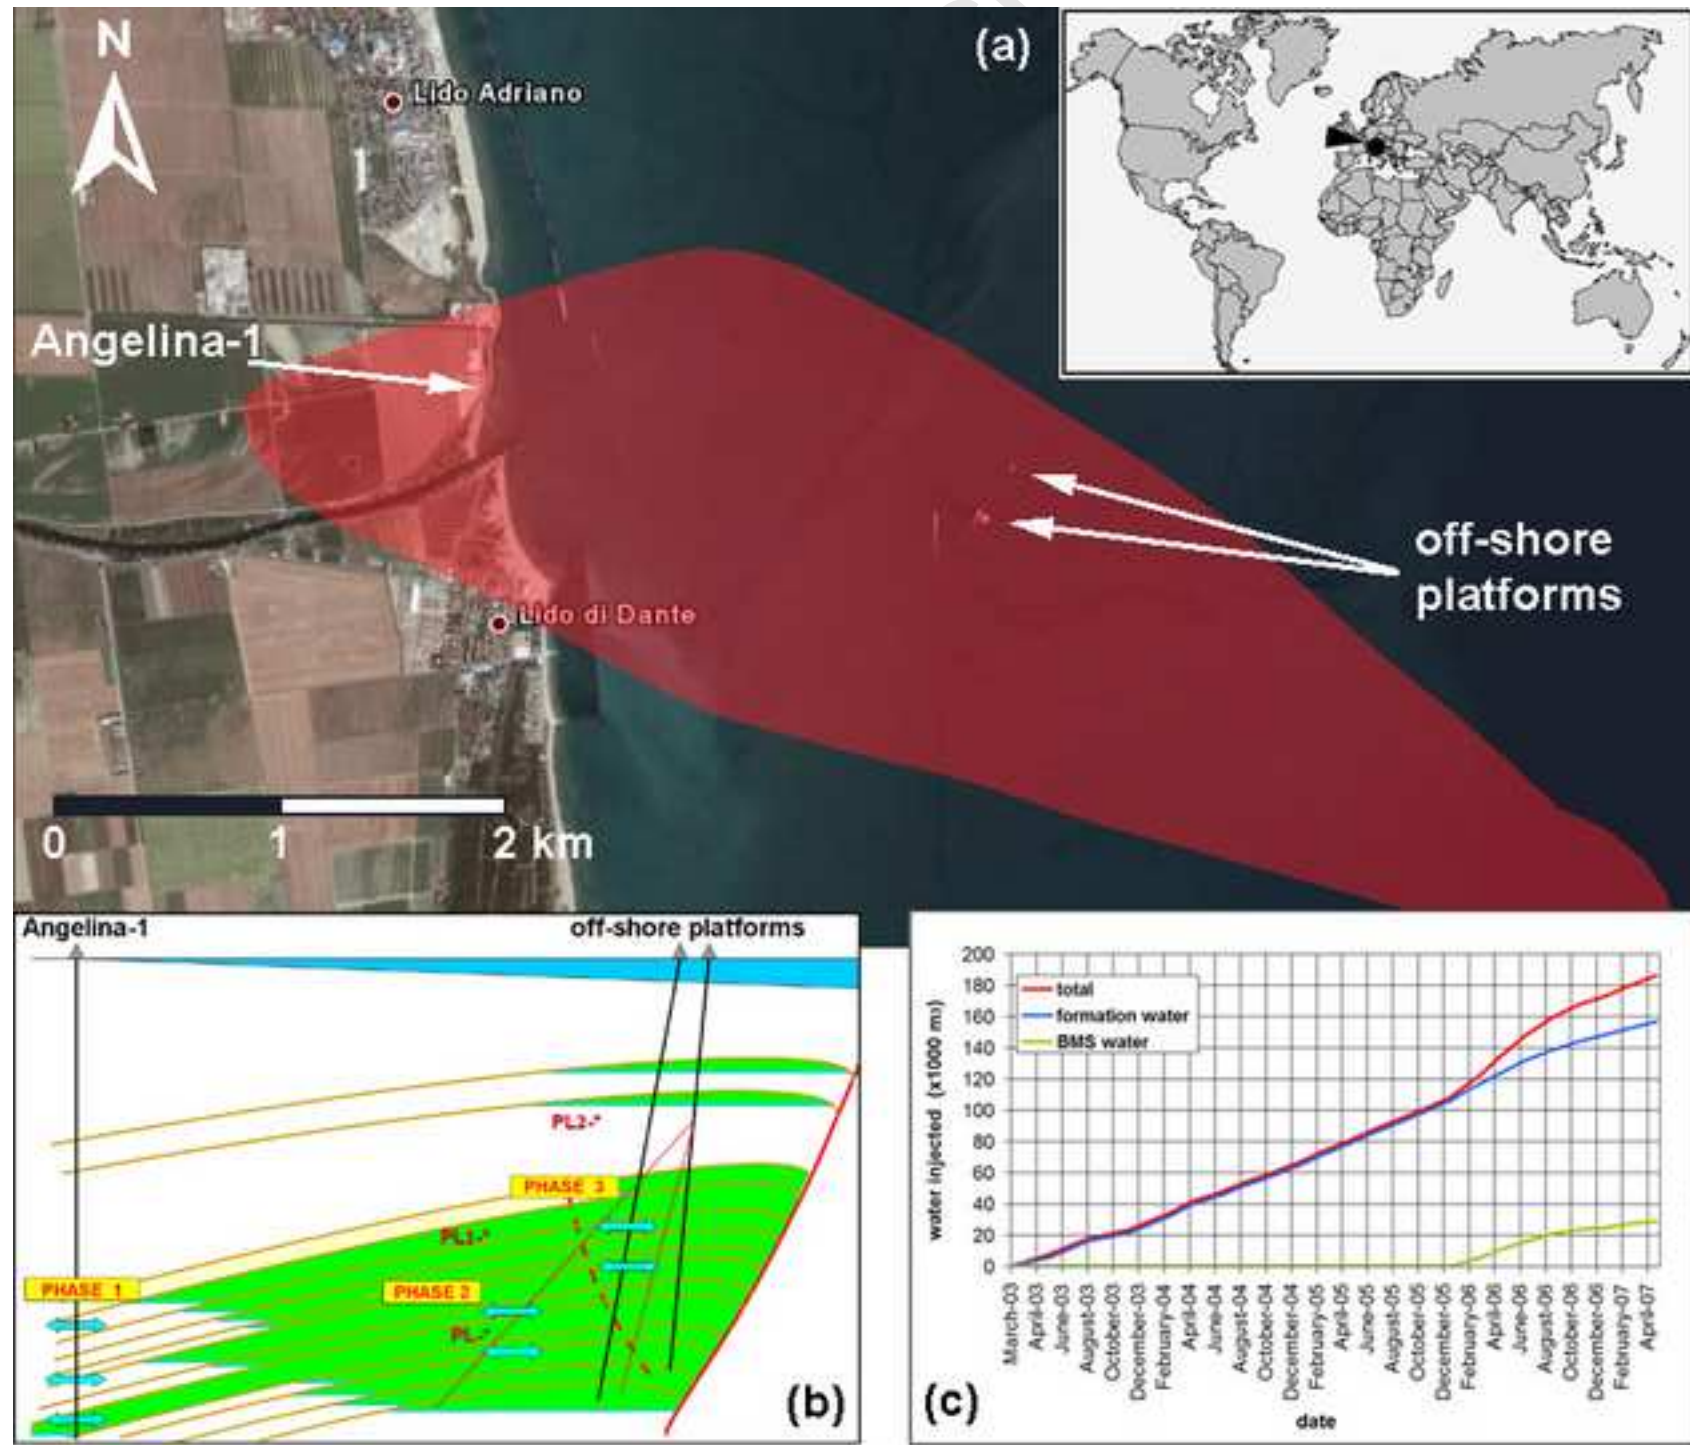 N
(a)
Lido Adriano
Angelina-1
off-shore
platforms
Lido di Dante
0 1 2 km
Angelina-1 off-shore platforms
PL2-*
PHASE 3
PL1-*
PHASE 1
PHASE 2
PL-*
(b)
200
180
160
140
120
100
80
60
40
20
0
total
formation water
BMS water
water injected (x1000 m3)
March-03
April-03
June-03
August-03
October-03
December-03
February-04
April-04
June-04
August-04
October-04
December-04
February-05
April-05
June-05
August-05
October-05
December-05
February-06
April-06
June-06
August-06
October-06
December-06
February-07
April-07
(c)
date